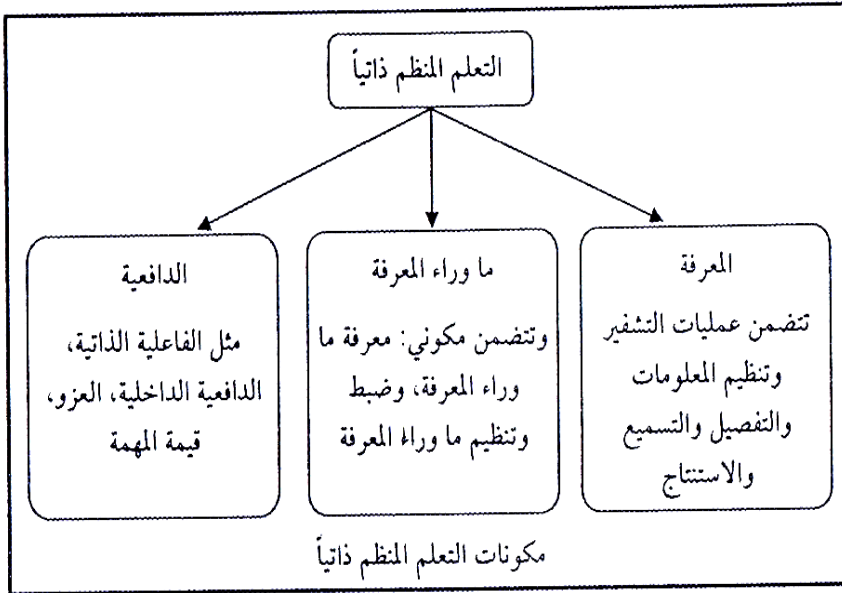 التعلم المنظم ذاتياً
المعرفة
تتضمن عمليات التشفير
وتنظيم المعلومات
والتفصيل والتسميع
والاستنتاج
ما وراء المعرفة
وتتضمن مكوني: معرفة ما
وراء المعرفة، وضبط
وتنظيم ما وراء المعرفة
الدافعية
مثل الفاعلية الذاتية،
الدافعية الداخلية، العزو،
قيمة المهمة
مكونات التعلم المنظم ذاتياً